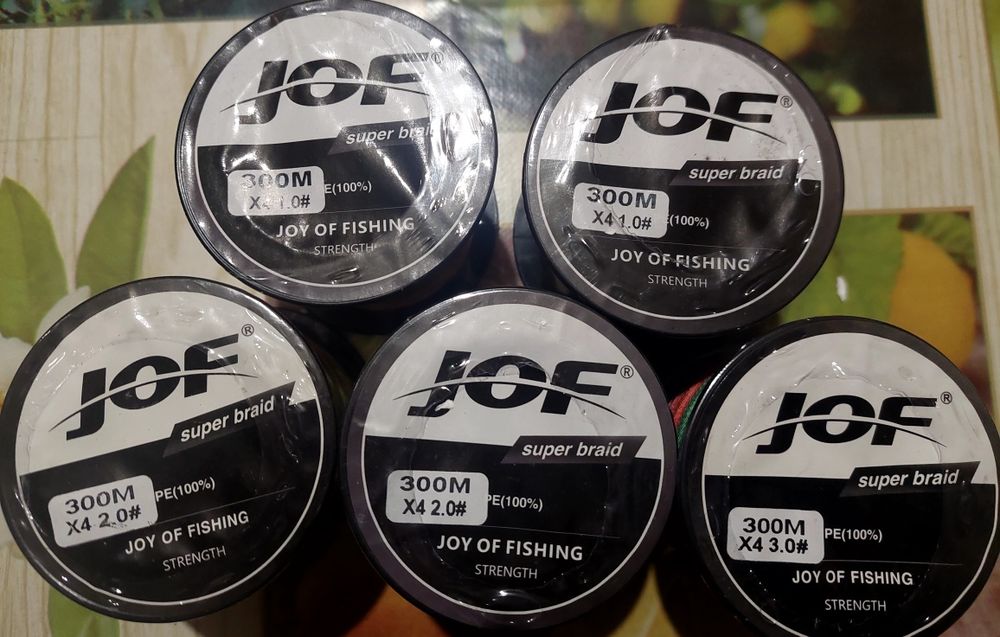 JOF®
super braid
300M
X4 1.0#
PE(100%)
JOY OF FISHING
STRENGTH
JOF®
super braid
300M
X4 1.0#
(100%)
JOY OF FISHING
STRENGTH
JOF®
super braid
300M
X4 2.0#
PE(100%)
JOY OF FISHING
STRENGTH
JOF®
super braid
300M
X4 2.0#
PE(100%)
JOY OF FISHING
STRENGTH
JOF®
super braid
300M
X4 3.0#
PE(100%)
JOY OF FISHING
STRENGTH